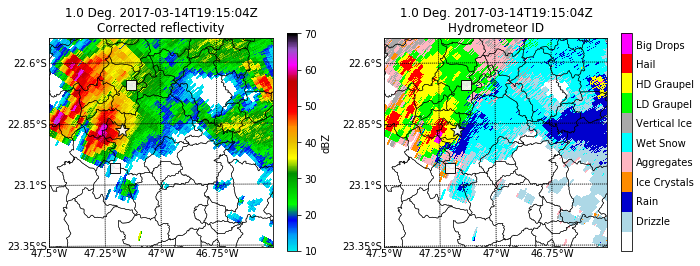 1.0 Deg. 2017-03-14T19:15:04Z
Corrected reflectivity
22.6°S
22.85°S
23.1°S
23.35°S
47.5°W
47.25°W
47°W
46.75°W
70
60
50
40
30
20
10
dBZ
1.0 Deg. 2017-03-14T19:15:04Z
Hydrometeor ID
22.6°S
22.85°S
23.1°S
23.35°S
47.5°W
47.25°W
47°W
46.75°W
Big Drops
Hail
HD Graupel
LD Graupel
Vertical Ice
Wet Snow
Aggregates
Ice Crystals
Rain
Drizzle